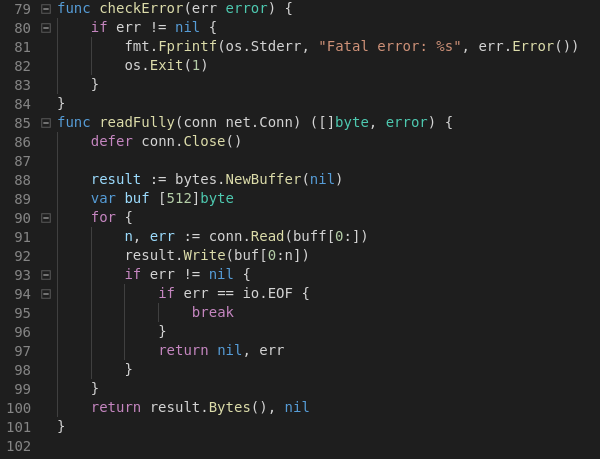 79 func checkError(err error) {
80     if err != nil {
81         fmt.Fprintf(os.Stderr, "Fatal error: %s", err.Error())
82         os.Exit(1)
83     }
84 }
85 func readFully(conn net.Conn) ([]byte, error) {
86     defer conn.Close()
87
88     result := bytes.NewBuffer(nil)
89     var buf [512]byte
90     for {
91         n, err := conn.Read(buff[0:])
92         result.Write(buf[0:n])
93         if err != nil {
94             if err == io.EOF {
95                 break
96             }
97             return nil, err
98         }
99     }
100     return result.Bytes(), nil
101 }
102